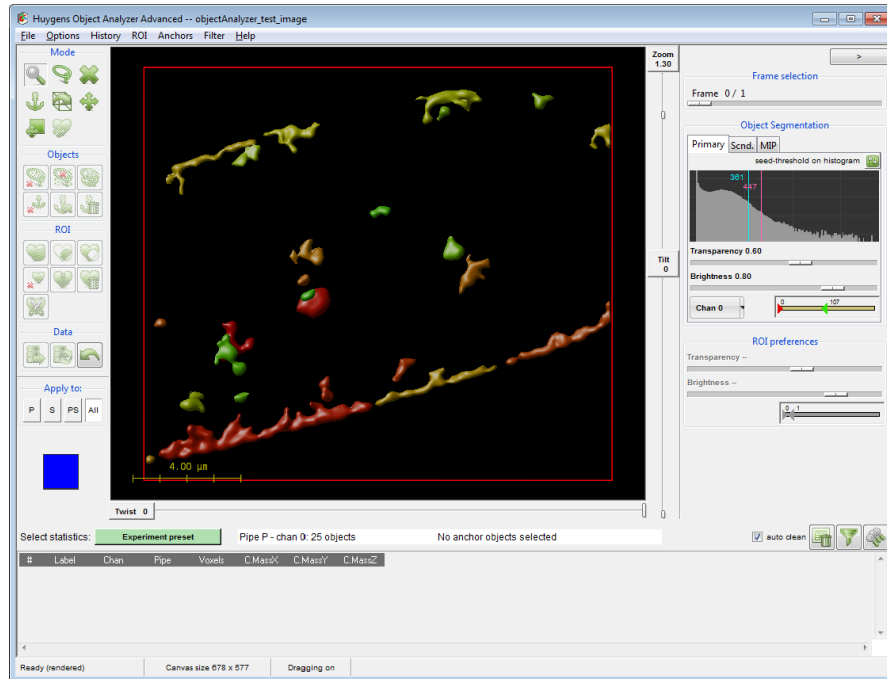 Huygens Object Analyzer Advanced -- objectAnalyzer_test_image
File Options History ROI Anchors Filter Help
Mode
Objects
ROI
Data
Apply to:
P S PS All
4.00 µm
Twist 0
Zoom
1.30
Tilt
0
>
Frame selection
Frame 0 / 1
Object Segmentation
Primary Scnd. MIP
seed-threshold on histogram
361
447
Transparency 0.60
Brightness 0.80
Chan 0
0 107
ROI preferences
Transparency --
Brightness --
0 1
Select statistics: Experiment preset Pipe P - chan 0: 25 objects No anchor objects selected auto clean
# Label Chan Pipe Voxels C.MassX C.MassY C.MassZ
Ready (rendered) Canvas size 678 x 577 Dragging on